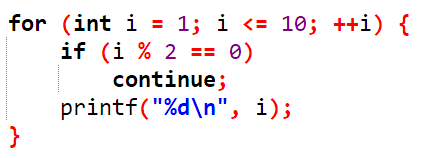 for (int i = 1; i <= 10; ++i) {
    if (i % 2 == 0)
        continue;
    printf("%d\n", i);
}